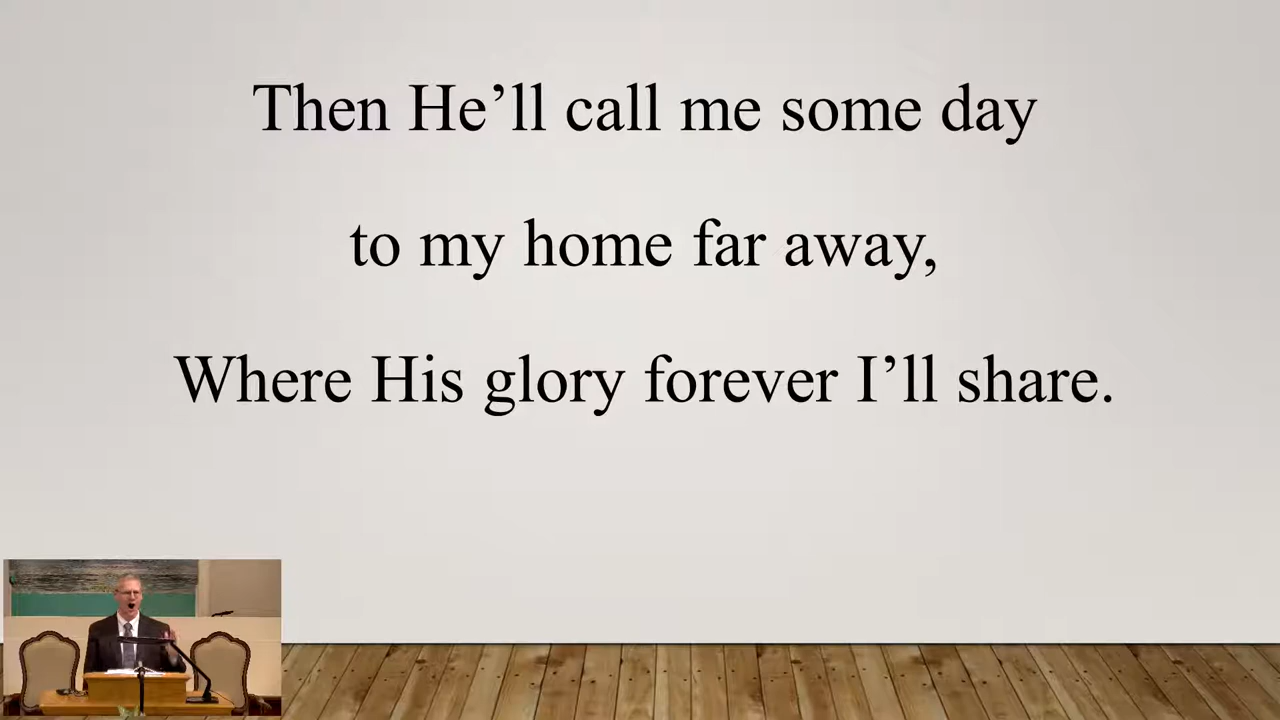 Then He’ll call me some day
to my home far away,
Where His glory forever I’ll share.